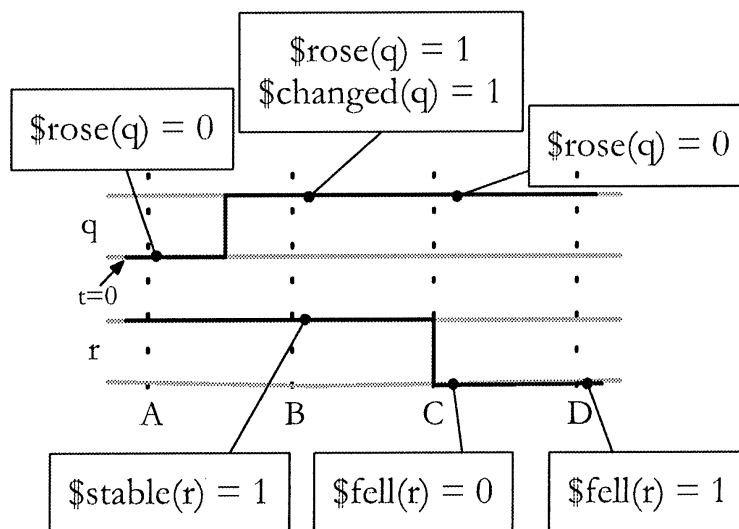 $rose(q) = 1
$changed(q) = 1
$rose(q) = 0
$rose(q) = 0
q
t=0
r
A
B
C
D
$stable(r) = 1
$fell(r) = 0
$fell(r) = 1